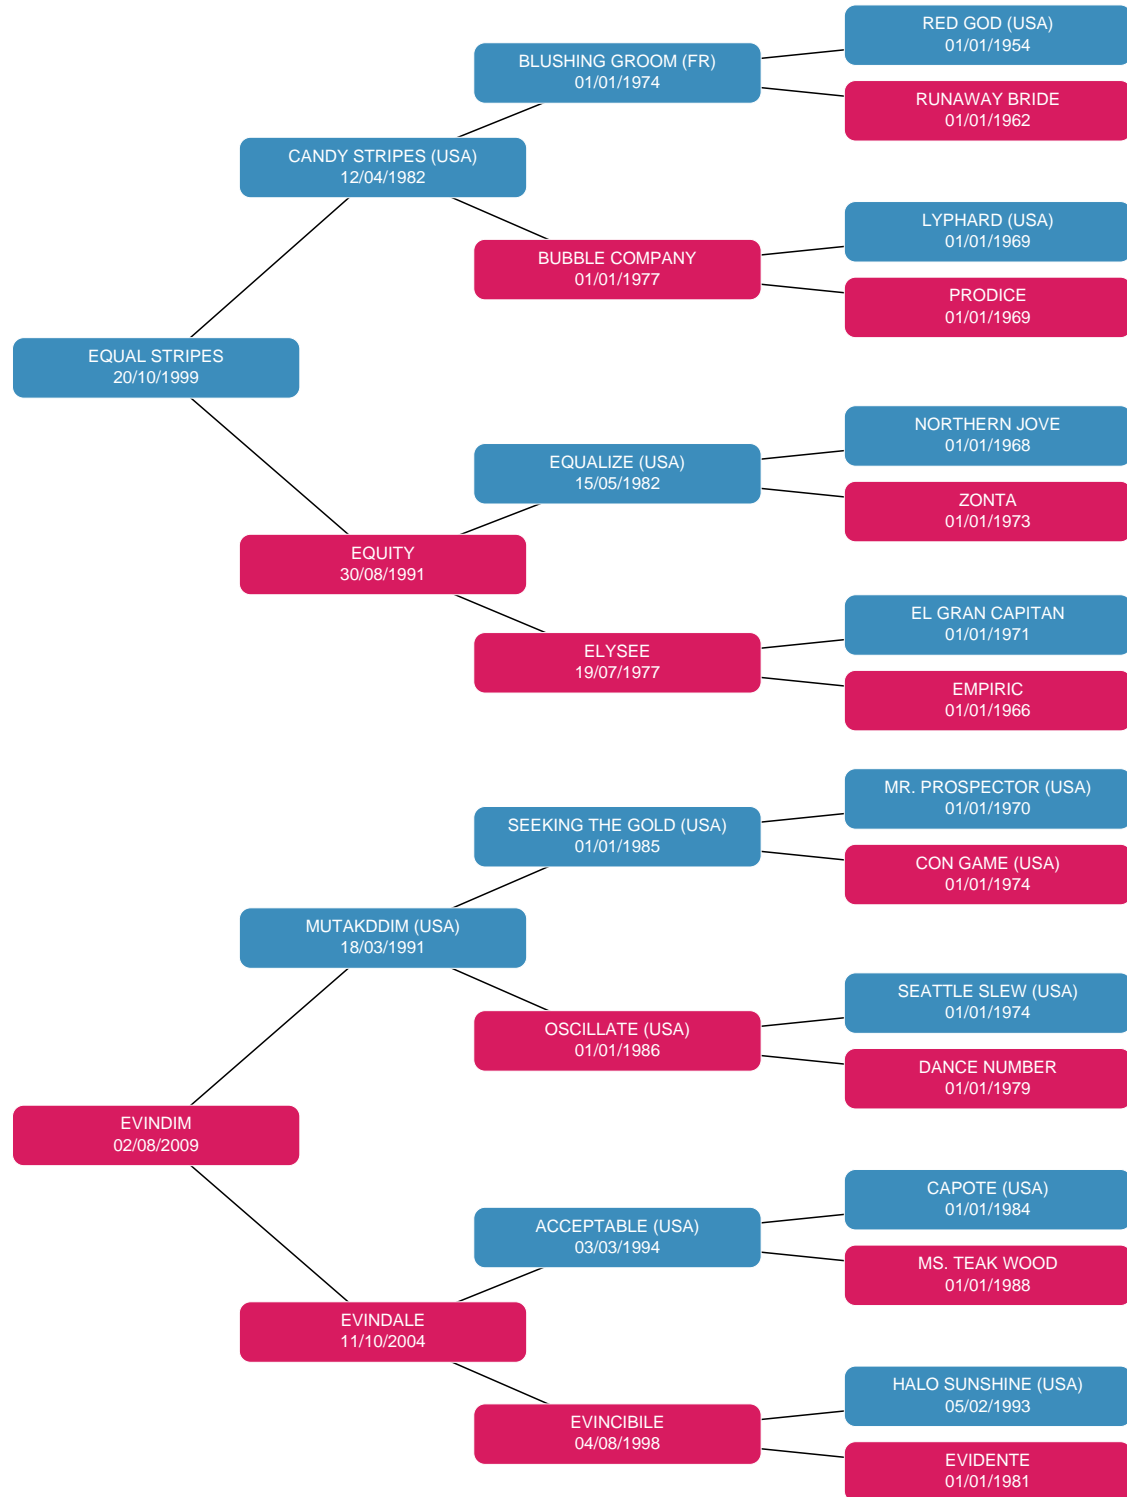 RED GOD (USA)
01/01/1954
BLUSHING GROOM (FR)
01/01/1974
RUNAWAY BRIDE
01/01/1962
CANDY STRIPES (USA)
12/04/1982
LYPHARD (USA)
01/01/1969
BUBBLE COMPANY
01/01/1977
PRODICE
01/01/1969
EQUAL STRIPES
20/10/1999
NORTHERN JOVE
01/01/1968
EQUALIZE (USA)
15/05/1982
ZONTA
01/01/1973
EQUITY
30/08/1991
EL GRAN CAPITAN
01/01/1971
ELYSEE
19/07/1977
EMPIRIC
01/01/1966
MR. PROSPECTOR (USA)
01/01/1970
SEEKING THE GOLD (USA)
01/01/1985
CON GAME (USA)
01/01/1974
MUTAKDDIM (USA)
18/03/1991
SEATTLE SLEW (USA)
01/01/1974
OSCILLATE (USA)
01/01/1986
DANCE NUMBER
01/01/1979
EVINDIM
02/08/2009
CAPOTE (USA)
01/01/1984
ACCEPTABLE (USA)
03/03/1994
MS. TEAK WOOD
01/01/1988
EVINDALE
11/10/2004
HALO SUNSHINE (USA)
05/02/1993
EVINCIBILE
04/08/1998
EVIDENTE
01/01/1981